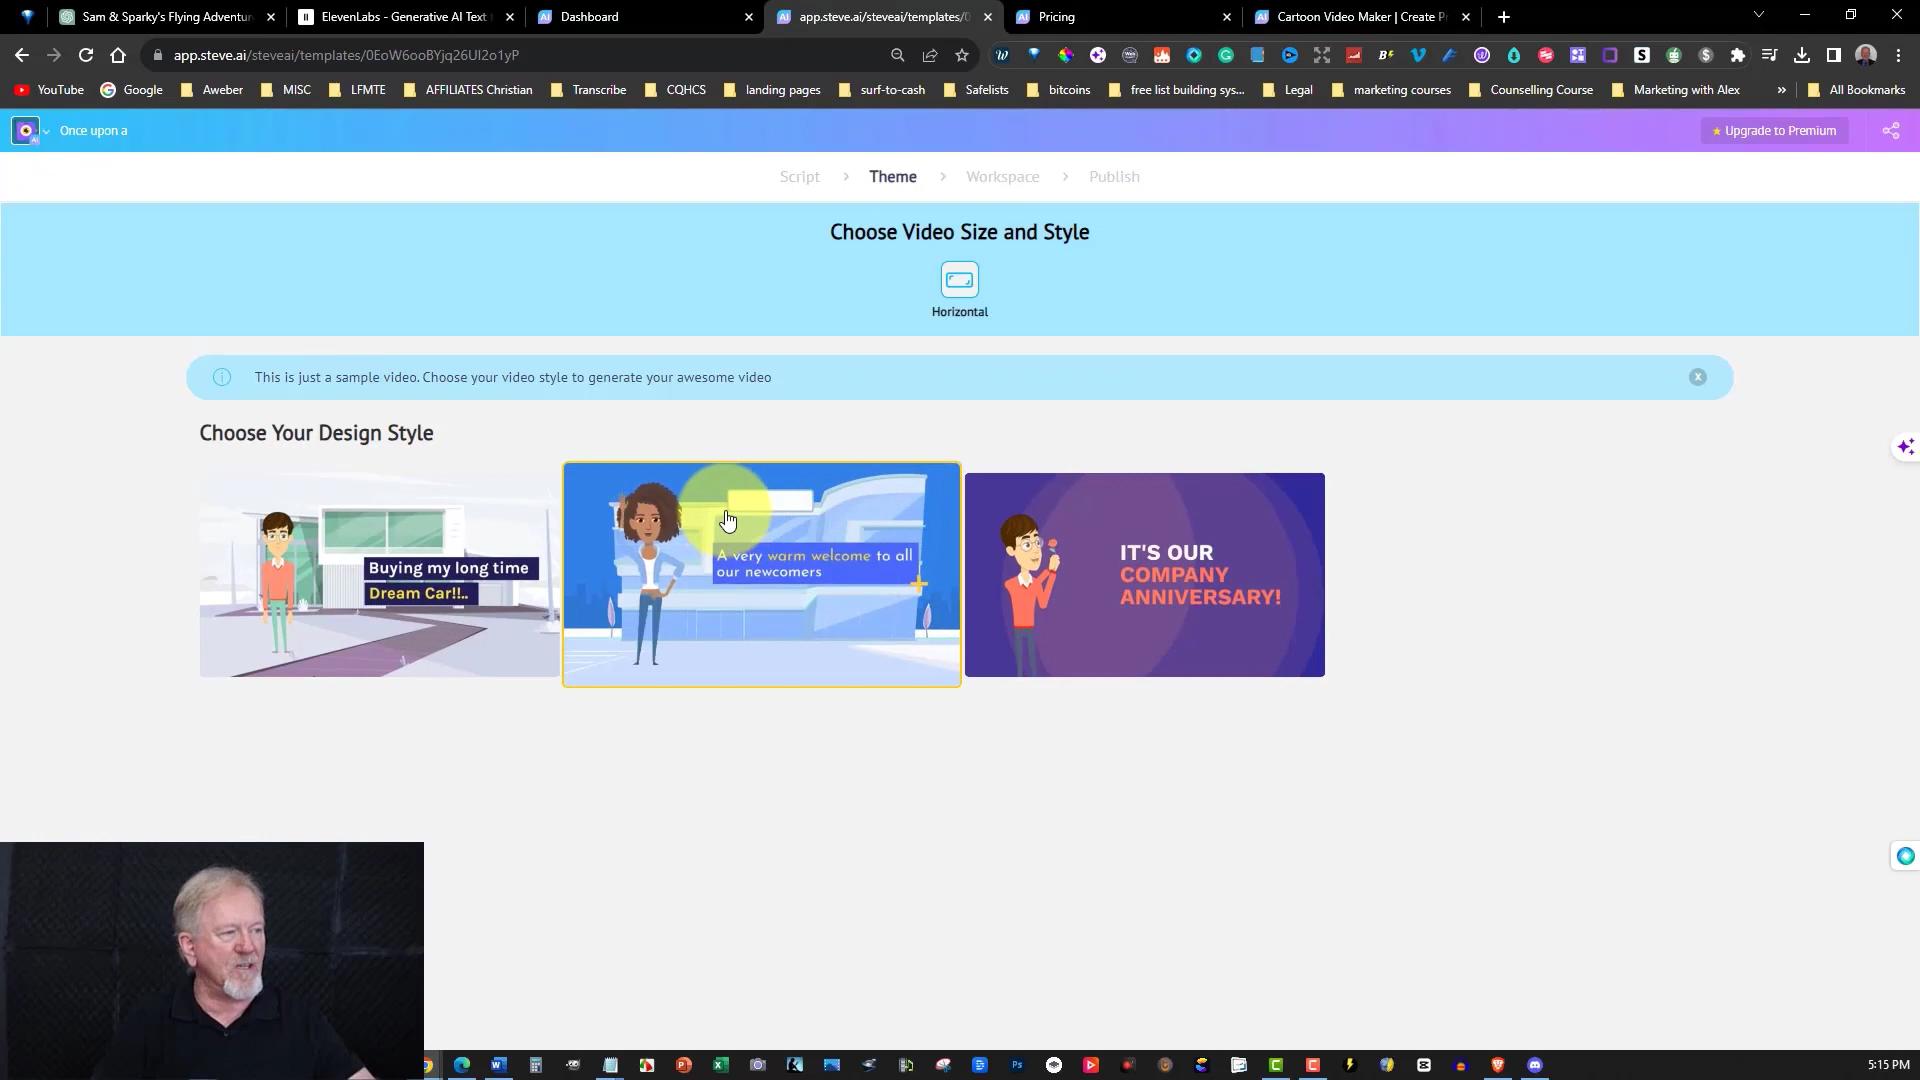 Sam & Sparky's Flying Adventur
ElevenLabs - Generative AI Text
Dashboard
app.steve.ai/steveai/templates/0
Pricing
Cartoon Video Maker | Create Pr
app.steve.ai/steveai/templates/0EoW6ooBYjq26UI2o1yP
YouTube
Google
Aweber
MISC
LFMTE
AFFILIATES Christian
Transcribe
CQHCS
landing pages
surf-to-cash
Safelists
bitcoins
free list building sys...
Legal
marketing courses
Counselling Course
Marketing with Alex
»
All Bookmarks
Once upon a
Upgrade to Premium
Script > Theme > Workspace > Publish
Choose Video Size and Style
Horizontal
This is just a sample video. Choose your video style to generate your awesome video
Choose Your Design Style
Buying my long time
Dream Car!!..
A very warm welcome to all
our newcomers
IT'S OUR
COMPANY
ANNIVERSARY!
5:15 PM